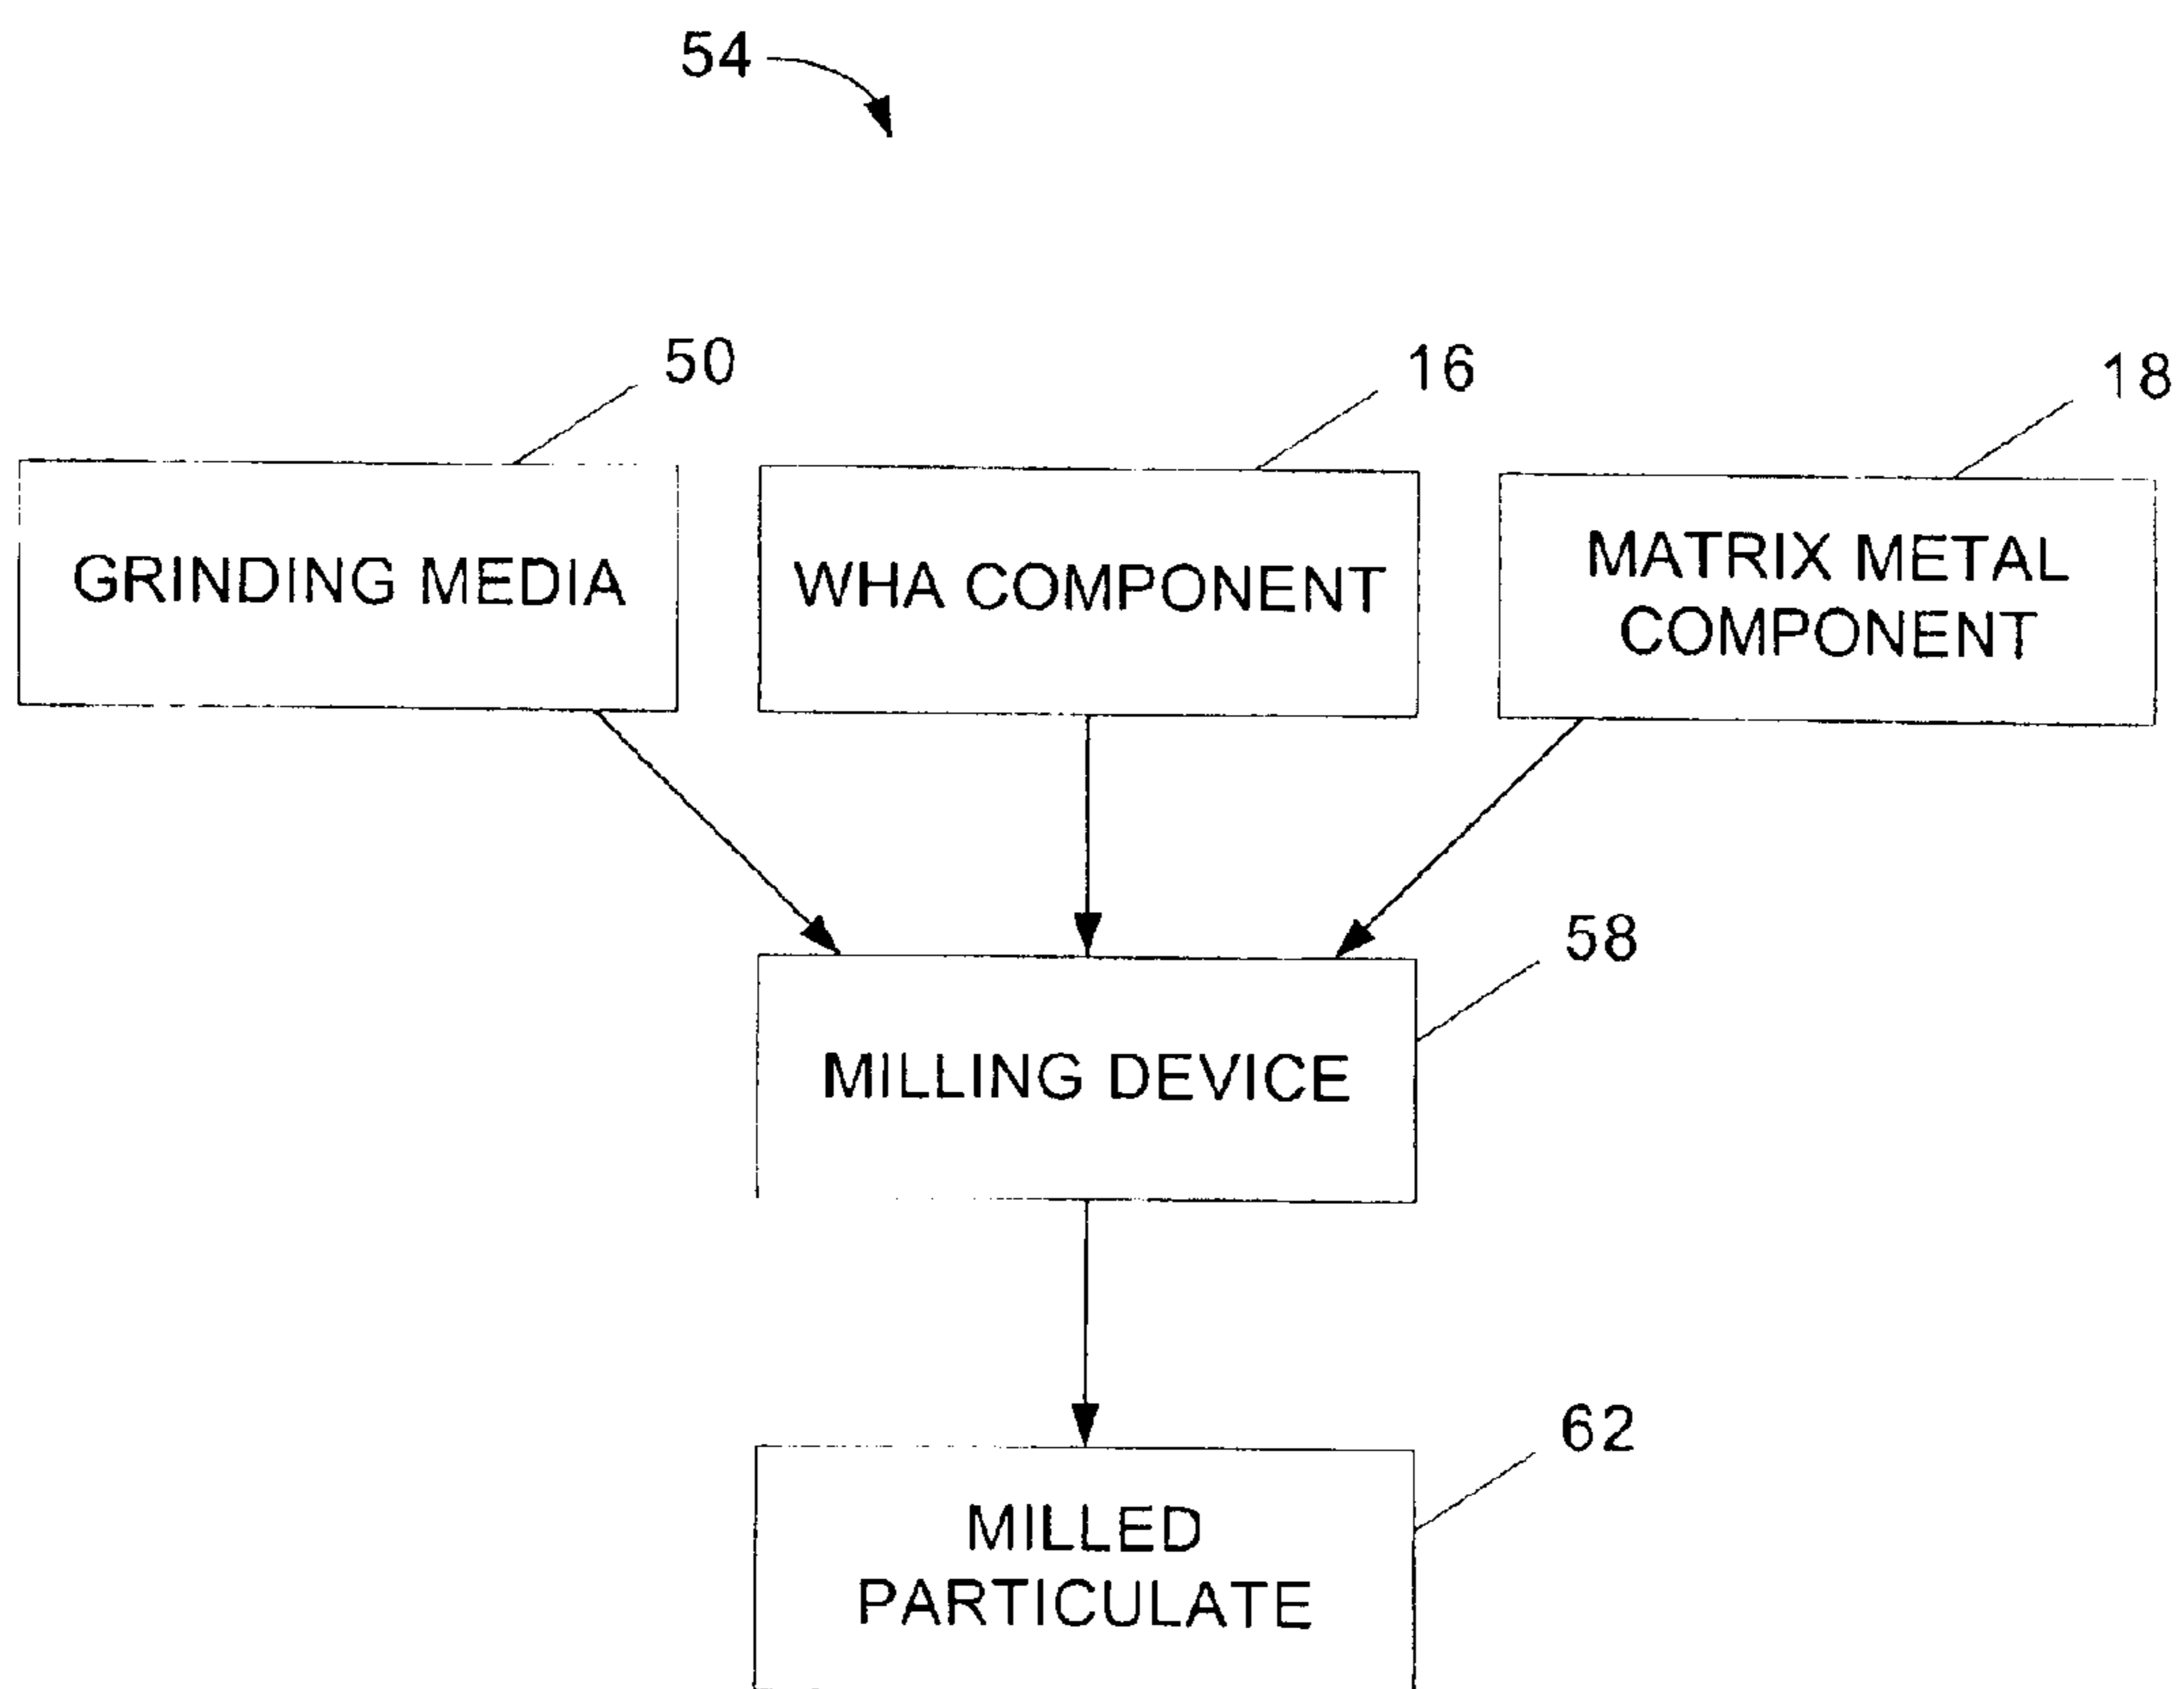 54
50
16
18
GRINDING MEDIA
WHA COMPONENT
MATRIX METAL
COMPONENT
58
MILLING DEVICE
62
MILLED
PARTICULATE